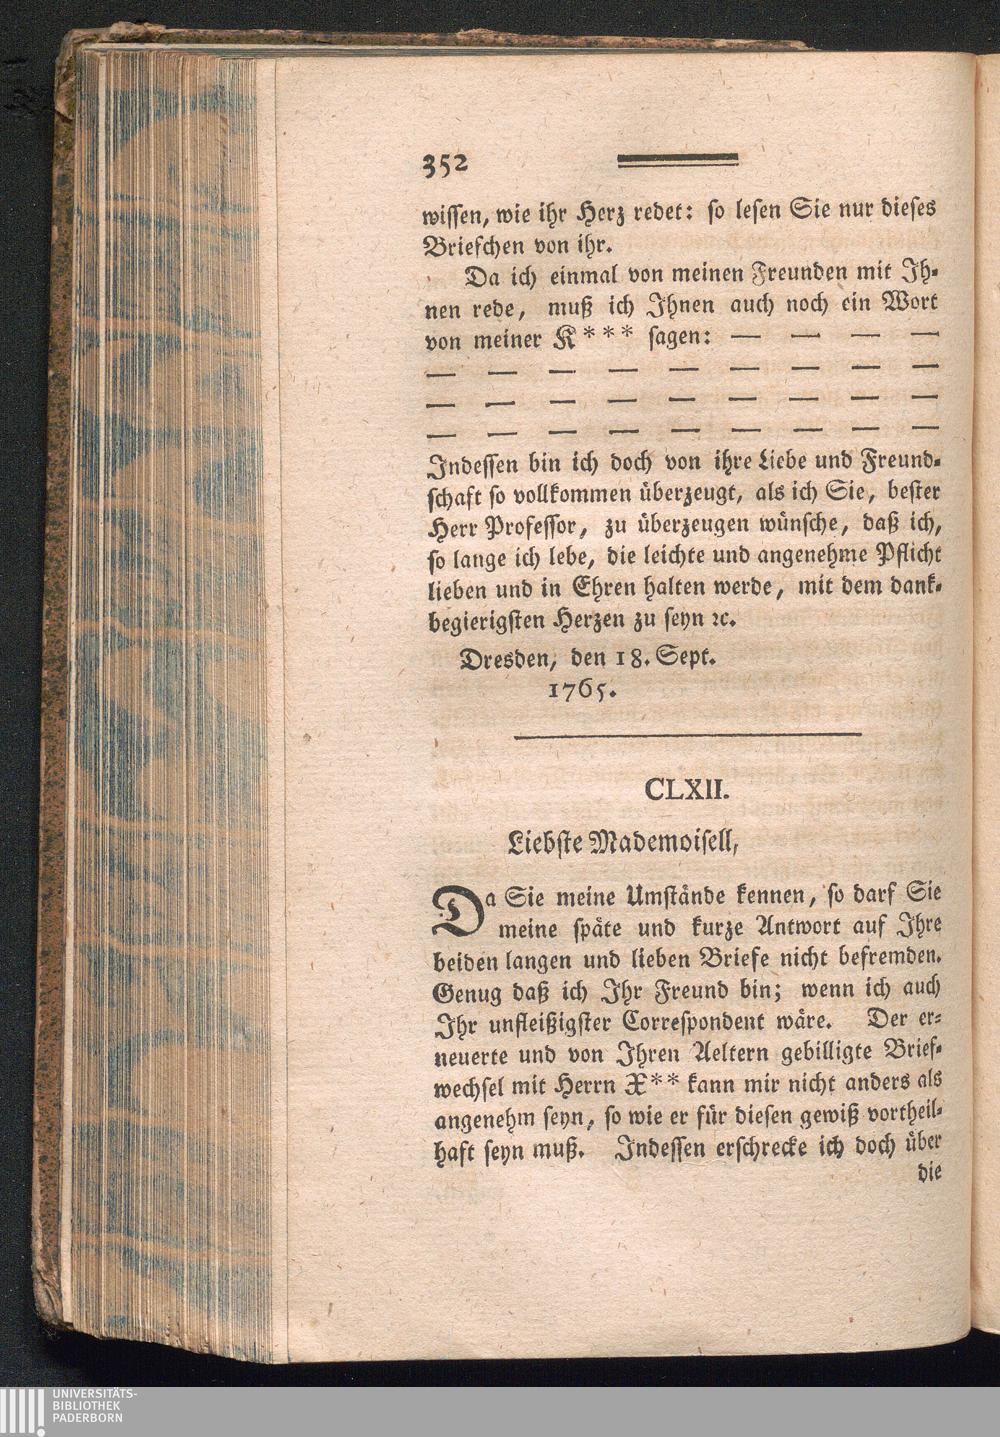 352
wissen, wie ihr Herz redet: so lesen Sie nur dieses
Briefchen von ihr.
Da ich einmal von meinen Freunden mit Ih-
nen rede, muß ich Ihnen auch noch ein Wort
von meiner K*** sagen: — — — —
— — — — — — — — —
— — — — — — — — —
— — — — — — — — —
Indessen bin ich doch von ihre Liebe und Freund-
schaft so vollkommen überzeugt, als ich Sie, bester
Herr Professor, zu überzeugen wünsche, daß ich,
so lange ich lebe, die leichte und angenehme Pflicht
lieben und in Ehren halten werde, mit dem dank-
begierigsten Herzen zu seyn ꝛc.
Dresden, den 18. Sept.
1765.
CLXII.
Liebste Mademoisell,
Da Sie meine Umstände kennen, so darf Sie
meine späte und kurze Antwort auf Ihre
beiden langen und lieben Briefe nicht befremden.
Genug daß ich Ihr Freund bin; wenn ich auch
Ihr unfleißigster Correspondent wäre. Der er-
neuerte und von Ihren Aeltern gebilligte Brief-
wechsel mit Herrn X** kann mir nicht anders als
angenehm seyn, so wie er für diesen gewiß vortheil-
haft seyn muß. Indessen erschrecke ich doch über
die
UNIVERSITÄTS-
BIBLIOTHEK
PADERBORN